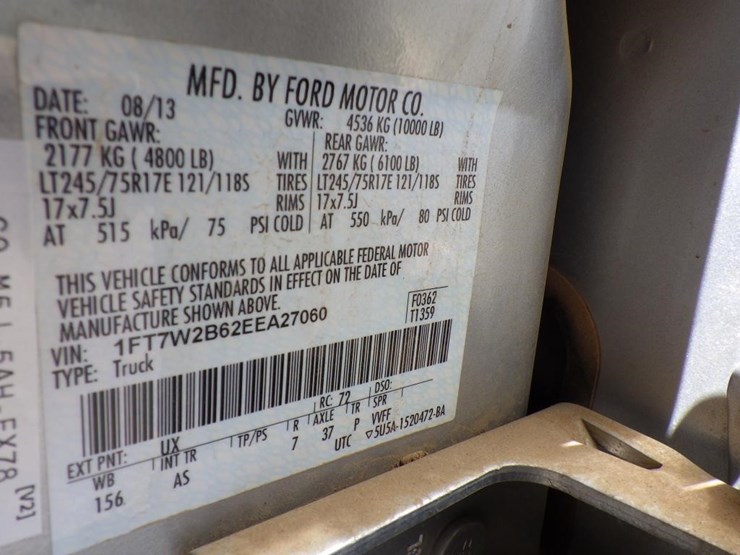 MFD. BY FORD MOTOR CO.
DATE: 08/13
GVWR: 4536 KG (10000 LB)
FRONT GAWR:
REAR GAWR:
2177 KG ( 4800 LB)
WITH
2767 KG ( 6100 LB)
WITH
LT245/75R17E 121/118S
TIRES
LT245/75R17E 121/118S
TIRES
17x7.5J
RIMS
17x7.5J
RIMS
AT 515 kPa/ 75 PSI COLD
AT 550 kPa/ 80 PSI COLD
THIS VEHICLE CONFORMS TO ALL APPLICABLE FEDERAL MOTOR
VEHICLE SAFETY STANDARDS IN EFFECT ON THE DATE OF
MANUFACTURE SHOWN ABOVE.
F0362
T1359
VIN: 1FT7W2B62EEA27060
TYPE: Truck
EXT PNT: UX
RC: 72
DSO:
WB
INT TR
TP/PS
R
AXLE
TR
SPR
156
AS
7
37
P
VVFF
UTC
▽5U5A-1520472-BA
[V2]